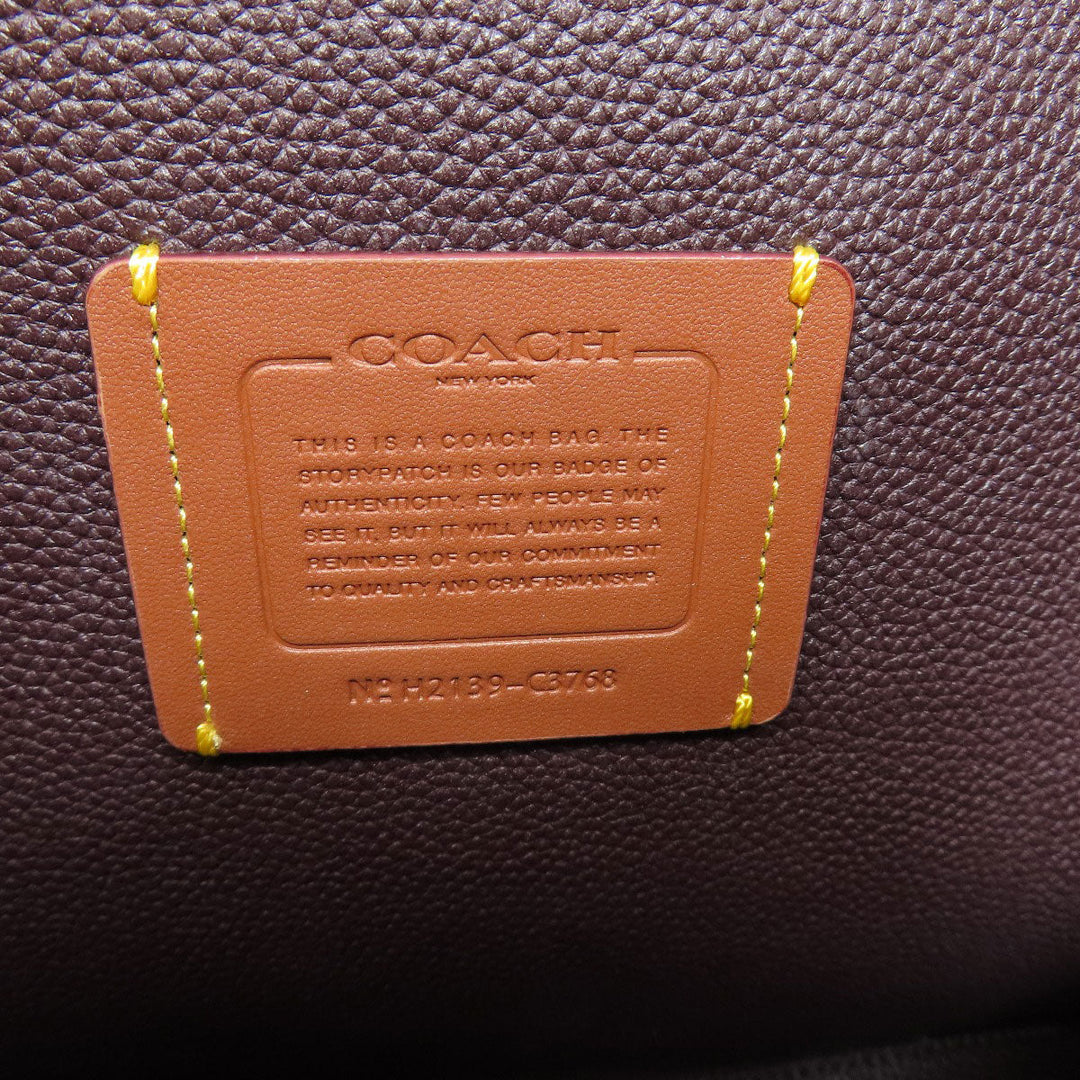 COACH
NEW YORK
THIS IS A COACH BAG. THE
STORYPATCH IS OUR BADGE OF
AUTHENTICITY. FEW PEOPLE MAY
SEE IT, BUT IT WILL ALWAYS BE A
REMINDER OF OUR COMMITMENT
TO QUALITY AND CRAFTSMANSHIP
Nº H2139-C3768